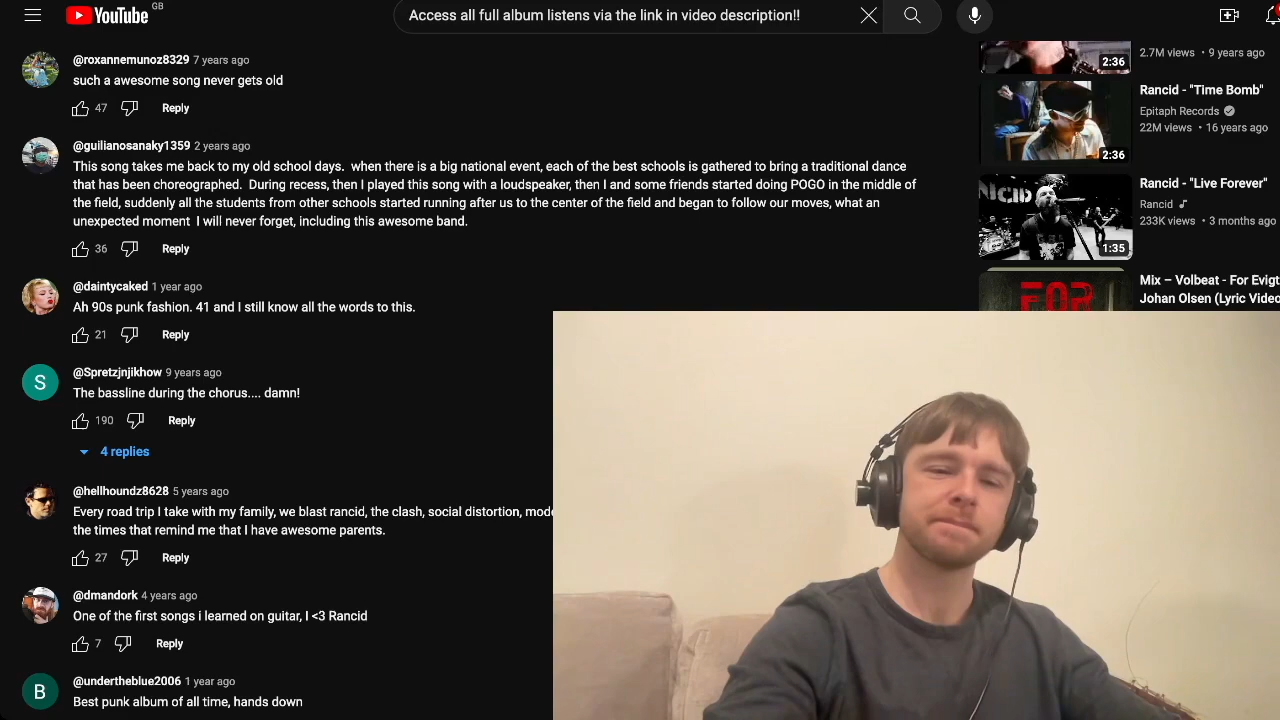 YouTube GB
Access all full album listens via the link in video description!!
@roxannemunoz8329 7 years ago
such a awesome song never gets old
47 Reply
@guilianosanaky1359 2 years ago
This song takes me back to my old school days. when there is a big national event, each of the best schools is gathered to bring a traditional dance
that has been choreographed. During recess, then I played this song with a loudspeaker, then I and some friends started doing POGO in the middle of
the field, suddenly all the students from other schools started running after us to the center of the field and began to follow our moves, what an
unexpected moment I will never forget, including this awesome band.
36 Reply
@daintycaked 1 year ago
Ah 90s punk fashion. 41 and I still know all the words to this.
21 Reply
@Spretzjnjikhow 9 years ago
S
The bassline during the chorus.... damn!
190 Reply
4 replies
@hellhoundz8628 5 years ago
Every road trip I take with my family, we blast rancid, the clash, social distortion,
the times that remind me that I have awesome parents.
27 Reply
@dmandork 4 years ago
One of the first songs i learned on guitar, I <3 Rancid
7 Reply
@undertheblue2006 1 year ago
B
Best punk album of all time, hands down
2:36
2.7M views • 9 years ago
2:36
Rancid - "Time Bomb"
Epitaph Records
22M views • 16 years ago
NCID
1:35
Rancid - "Live Forever"
Rancid
233K views • 3 months ago
FOR
Mix – Volbeat - For Evigt
Johan Olsen (Lyric Video